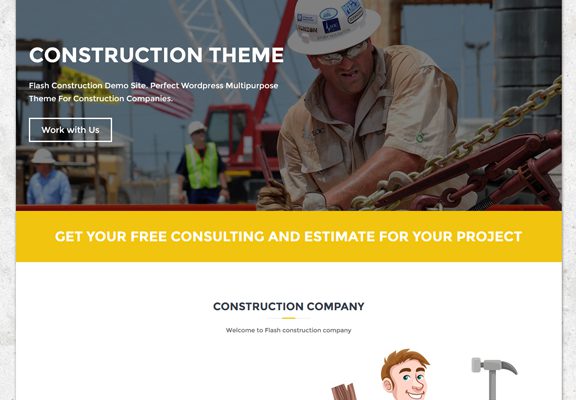 CONSTRUCTION THEME
Flash Construction Demo Site. Perfect Wordpress Multipurpose
Theme For Construction Companies.
Work with Us
GET YOUR FREE CONSULTING AND ESTIMATE FOR YOUR PROJECT
CONSTRUCTION COMPANY
Welcome to Flash construction company